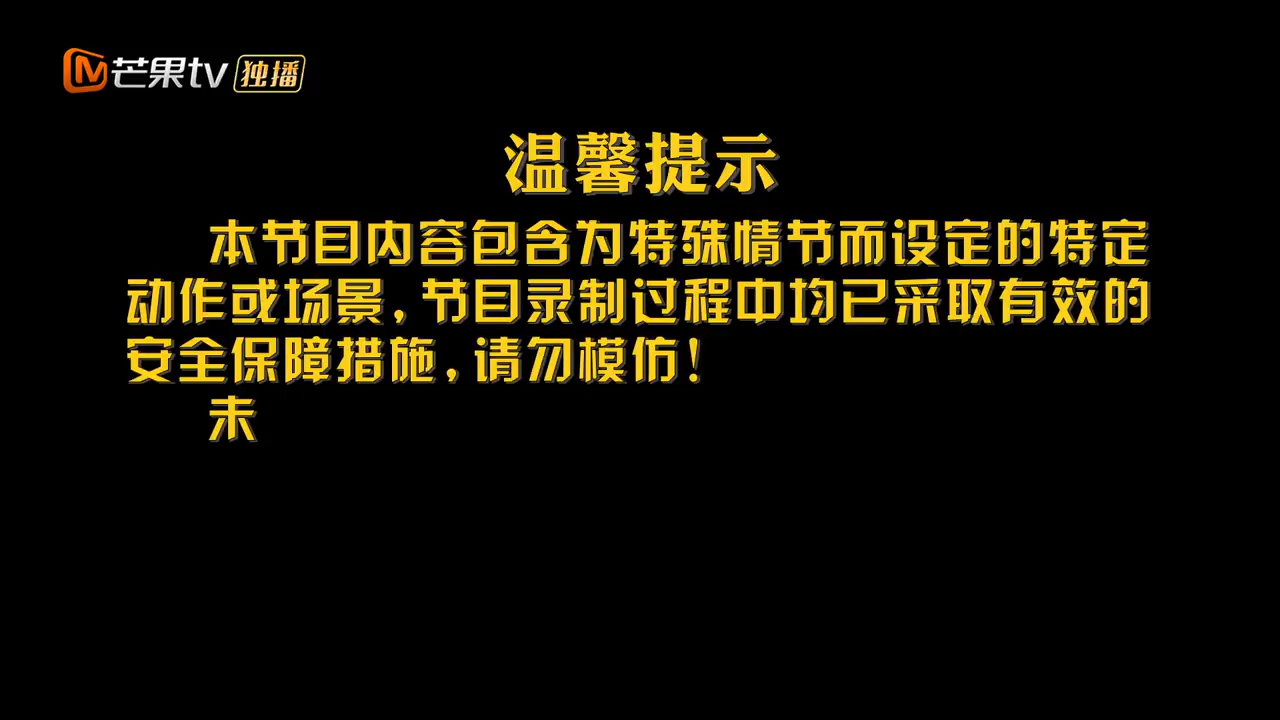 芒果tv 独播
温馨提示
本节目内容包含为特殊情节而设定的特定
动作或场景,节目录制过程中均已采取有效的
安全保障措施,请勿模仿!
未